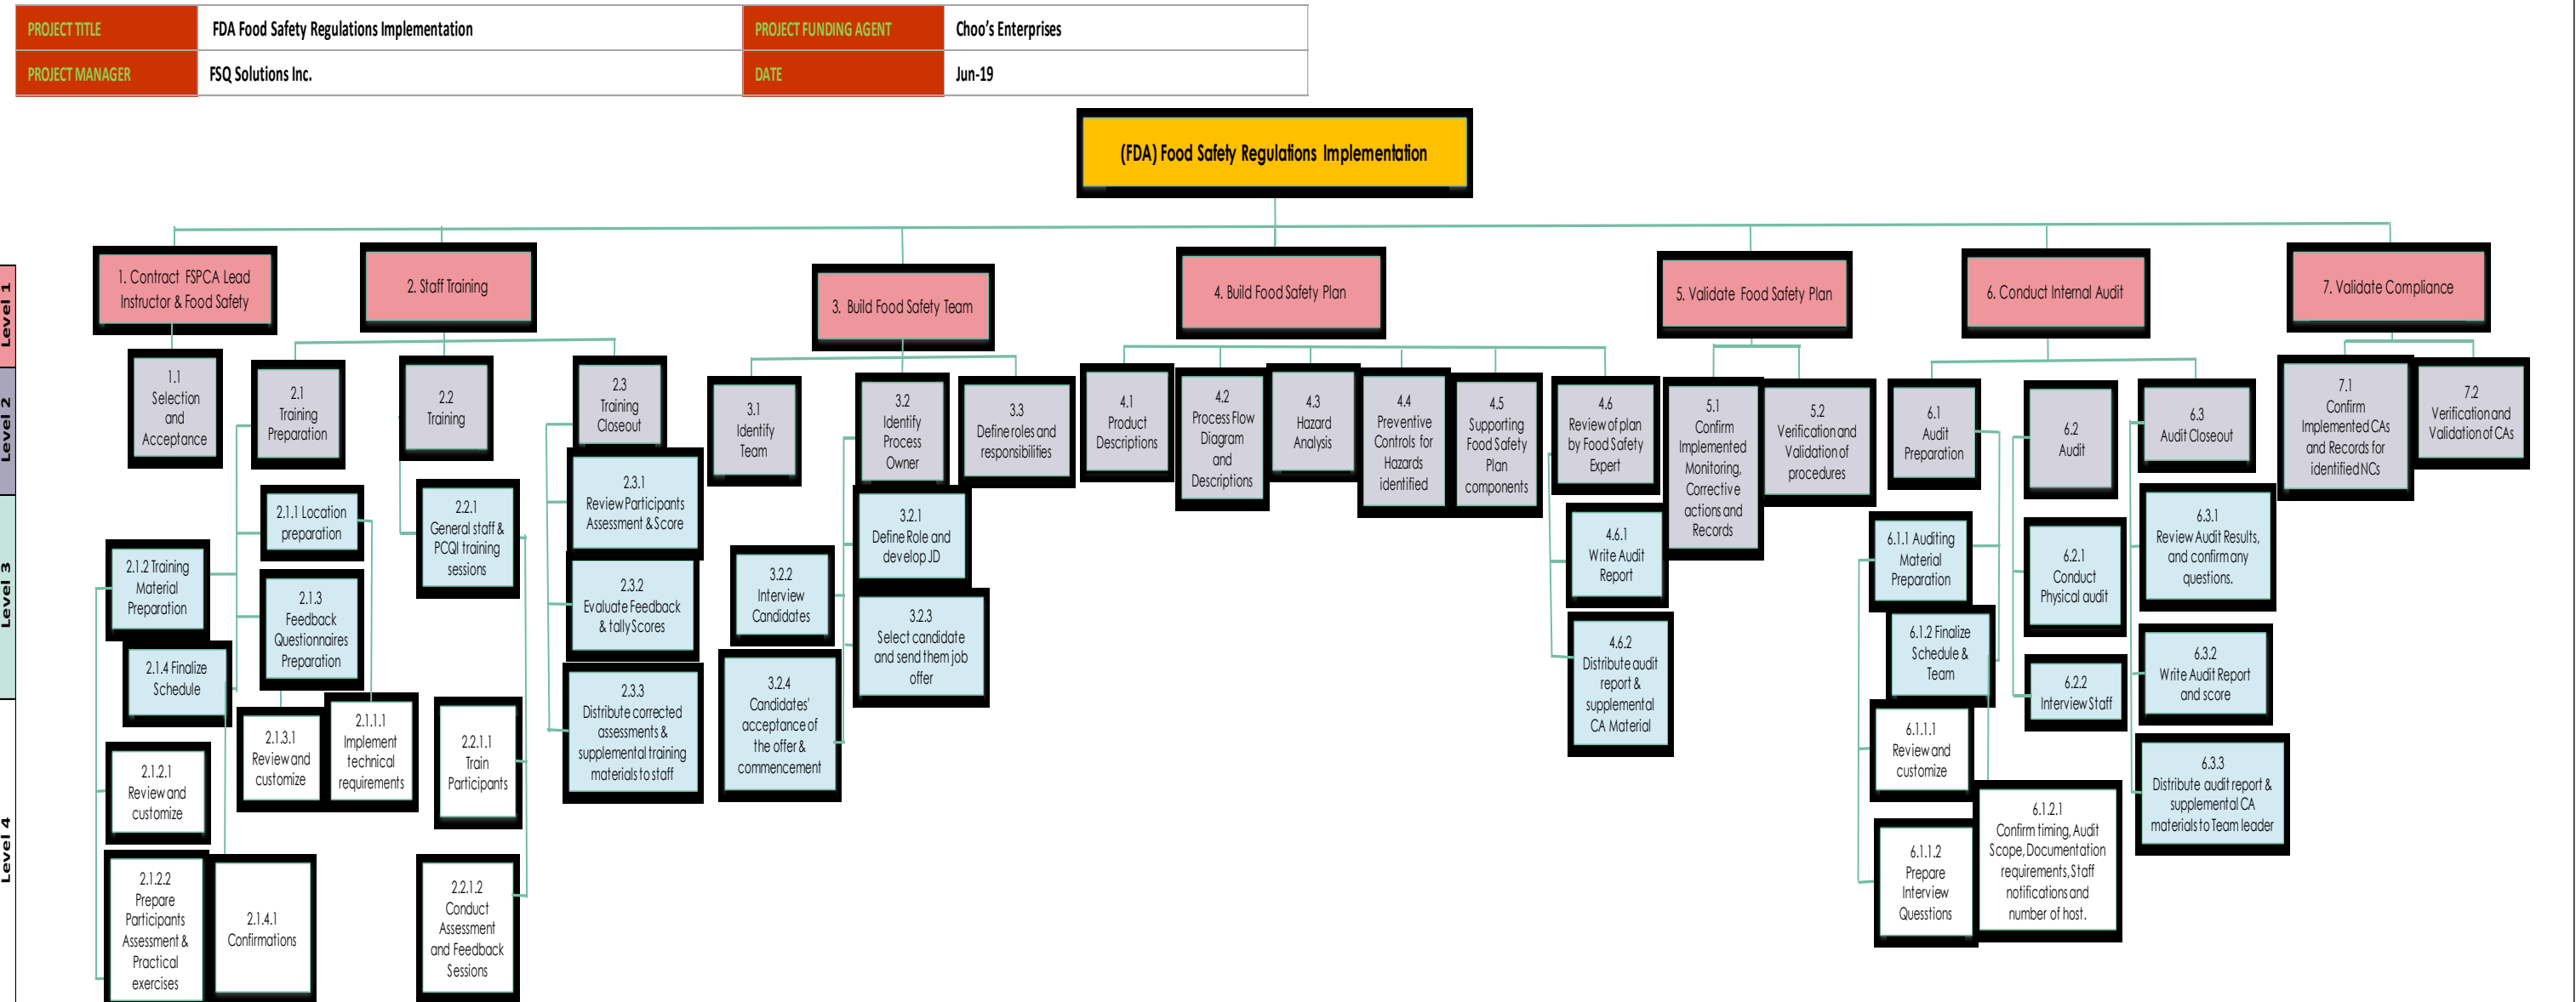 PROJECT TITLE
FDA Food Safety Regulations Implementation
PROJECT FUNDING AGENT
Choo's Enterprises
PROJECT MANAGER
FSQ Solutions Inc.
DATE
Jun-19
(FDA) Food Safety Regulations Implementation
Level 1
1. Contract FSPCA Lead
Instructor & Food Safety
2. Staff Training
3. Build Food Safety Team
4. Build Food Safety Plan
5. Validate Food Safety Plan
6. Conduct Internal Audit
7. Validate Compliance
Level 2
1.1
Selection
and
Acceptance
2.1
Training
Preparation
2.2
Training
2.3
Training
Closeout
3.1
Identify
Team
3.2
Identify
Process
Owner
3.3
Define roles and
responsibilities
4.1
Product
Descriptions
4.2
Process Flow
Diagram
and
Descriptions
4.3
Hazard
Analysis
4.4
Preventive
Controls for
Hazards
identified
4.5
Supporting
Food Safety
Plan
components
4.6
Review of plan
by Food Safety
Expert
5.1
Confirm
Implemented
Monitoring,
Corrective
actions and
Records
5.2
Verification and
Validation of
procedures
6.1
Audit
Preparation
6.2
Audit
6.3
Audit Closeout
7.1
Confirm
Implemented CAs
and Records for
identified NCs
7.2
Verification and
Validation of CAs
Level 3
2.1.1 Location
preparation
2.1.2 Training
Material
Preparation
2.1.3
Feedback
Questionnaires
Preparation
2.1.4 Finalize
Schedule
2.2.1
General staff &
PCQI training
sessions
2.3.1
Review Participants
Assessment & Score
2.3.2
Evaluate Feedback
& tally Scores
2.3.3
Distribute corrected
assessments &
supplemental training
materials to staff
3.2.1
Define Role and
develop JD
3.2.2
Interview
Candidates
3.2.3
Select candidate
and send them job
offer
3.2.4
Candidates'
acceptance of
the offer &
commencement
4.6.1
Write Audit
Report
4.6.2
Distribute audit
report &
supplemental
CA Material
6.1.1 Auditing
Material
Preparation
6.1.2 Finalize
Schedule &
Team
6.2.1
Conduct
Physical audit
6.2.2
Interview Staff
6.3.1
Review Audit Results,
and confirm any
questions.
6.3.2
Write Audit Report
and score
6.3.3
Distribute audit report &
supplemental CA
materials to Team leader
Level 4
2.1.3.1
Review and
customize
2.1.1.1
Implement
technical
requirements
2.1.2.1
Review and
customize
2.1.2.2
Prepare
Participants
Assessment &
Practical
exercises
2.1.4.1
Confirmations
2.2.1.1
Train
Participants
2.2.1.2
Conduct
Assessment
and Feedback
Sessions
6.1.1.1
Review and
customize
6.1.1.2
Prepare
Interview
Quesstions
6.1.2.1
Confirm timing, Audit
Scope, Documentation
requirements, Staff
notifications and
number of host.